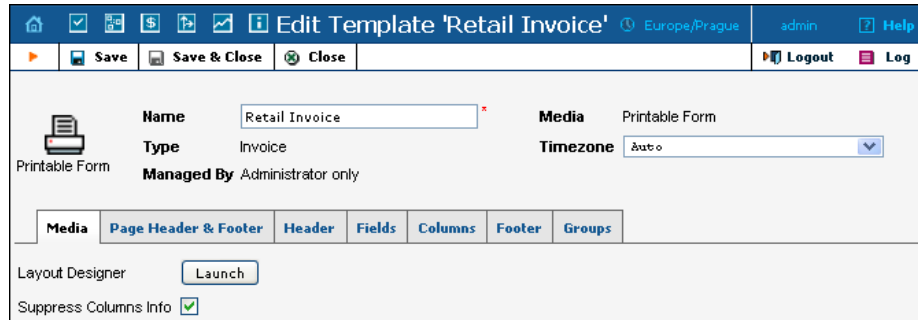 Edit Template 'Retail Invoice' Europe/Prague admin ? Help
Save Save & Close Close Logout Log
Name Retail Invoice * Media Printable Form
Type Invoice Timezone Auto
Printable Form
Managed By Administrator only
Media Page Header & Footer Header Fields Columns Footer Groups
Layout Designer Launch
Suppress Columns Info